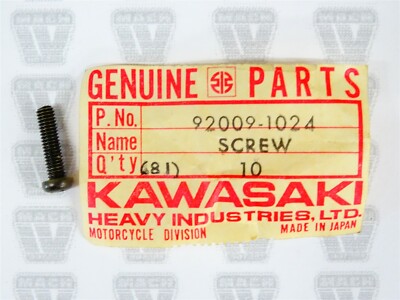 GENUINE PARTS
P. No. 92009-1024
Name SCREW
Q'ty (81) 10
KAWASAKI
HEAVY INDUSTRIES, LTD.
MOTORCYCLE DIVISION MADE IN JAPAN